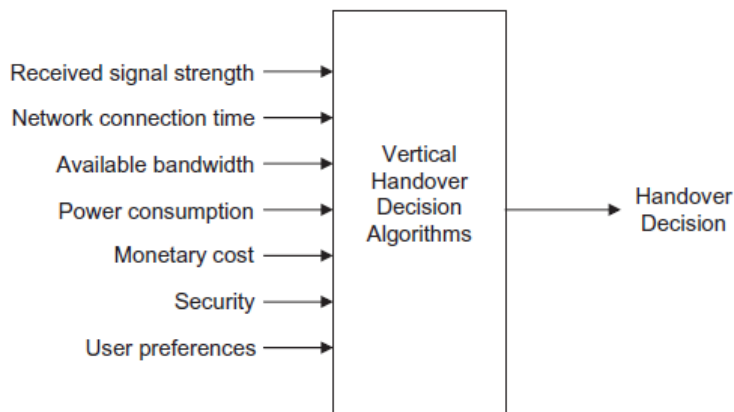 Received signal strength
Network connection time
Available bandwidth
Power consumption
Monetary cost
Security
User preferences
Vertical
Handover
Decision
Algorithms
Handover
Decision